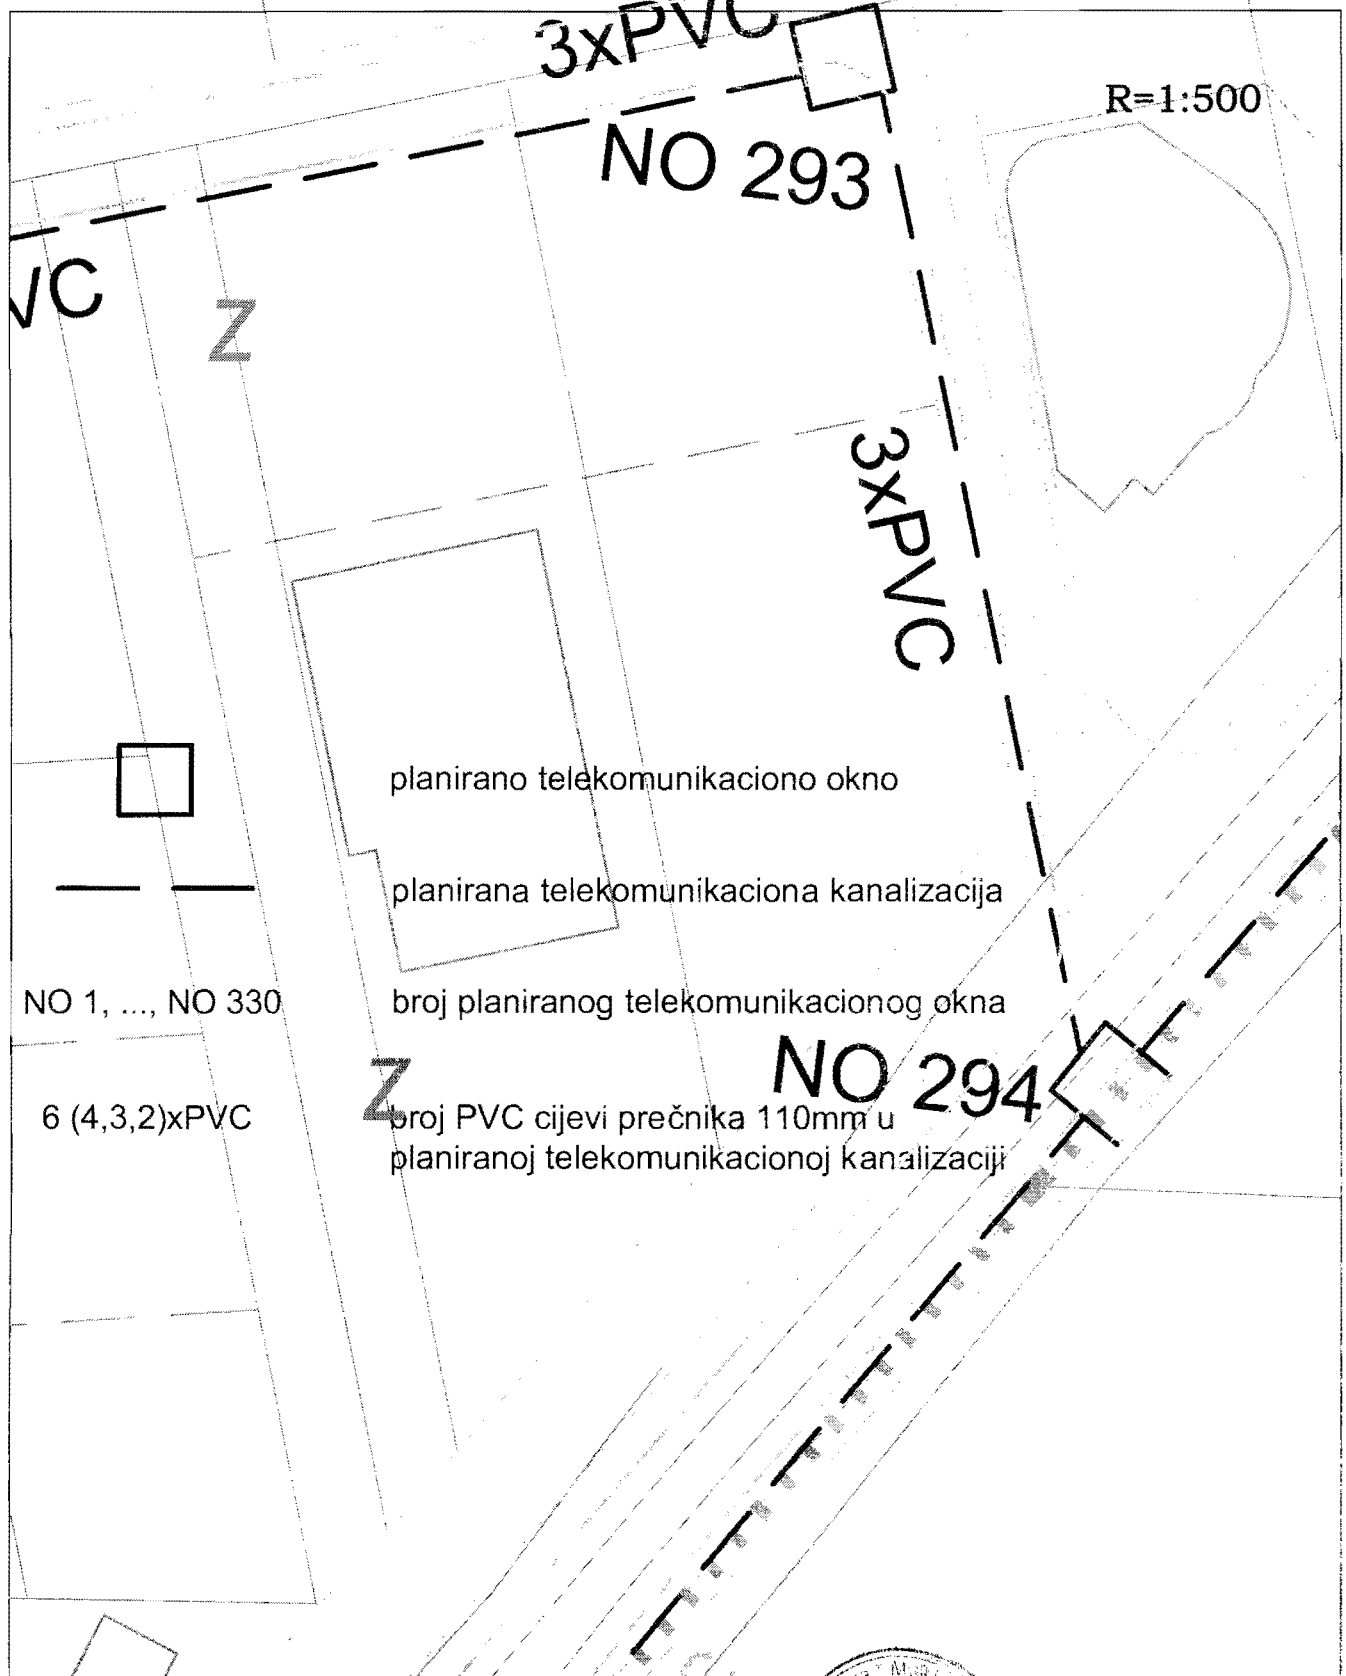 3xPVC
R=1:500
NO 293
VC
Z
3xPVC
planirano telekomunikaciono okno
planirana telekomunikaciona kanalizacija
NO 1, ..., NO 330
broj planiranog telekomunikacionog okna
NO 294
Z
6 (4,3,2)xPVC
broj PVC cijevi prečnika 110mm u
planiranoj telekomunikacionoj kanalizaciji